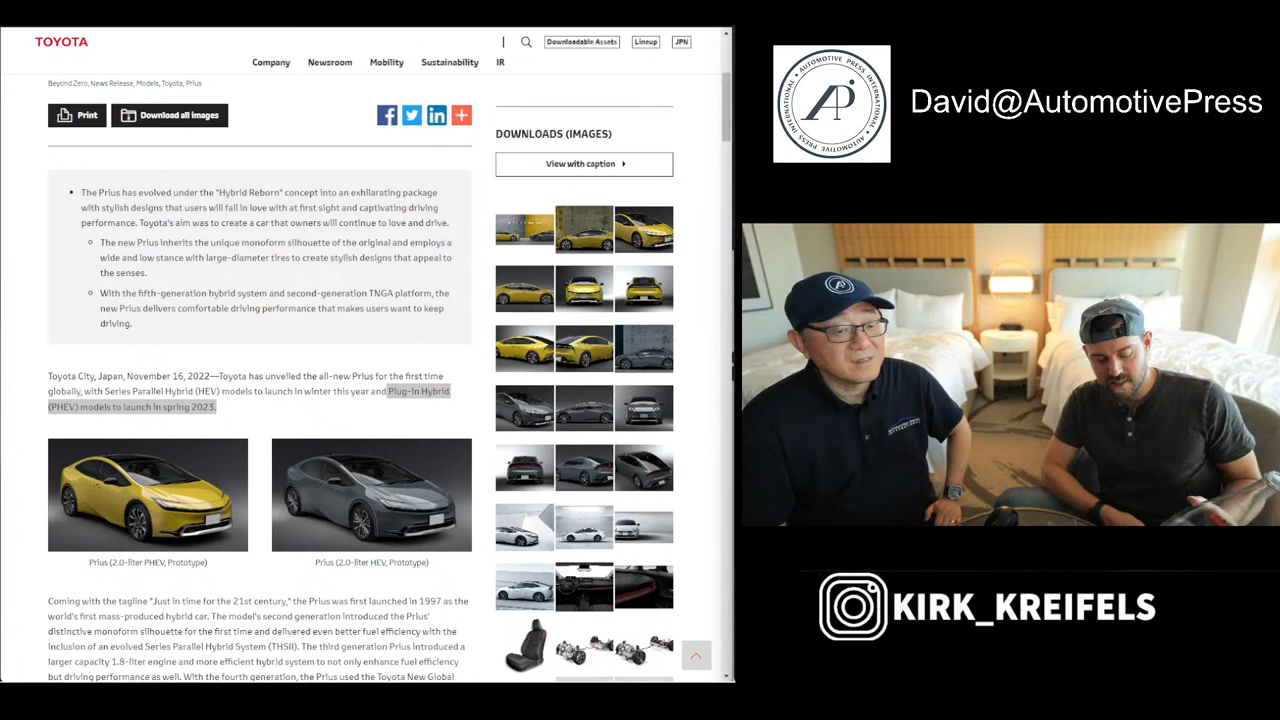 TOYOTA
Downloadable Assets
Lineup
JPN
Company
Newsroom
Mobility
Sustainability
IR
Beyond Zero, News Release, Models, Toyota, Prius
Print
Download all images
DOWNLOADS (IMAGES)
View with caption
The Prius has evolved under the "Hybrid Reborn" concept into an exhilarating package
with stylish designs that users will fall in love with at first sight and captivating driving
performance. Toyota's aim was to create a car that owners will continue to love and drive.
The new Prius inherits the unique monoform silhouette of the original and employs a
wide and low stance with large-diameter tires to create stylish designs that appeal to
the senses.
With the fifth-generation hybrid system and second-generation TNGA platform, the
new Prius delivers comfortable driving performance that makes users want to keep
driving.
Toyota City, Japan, November 16, 2022—Toyota has unveiled the all-new Prius for the first time
globally, with Series Parallel Hybrid (HEV) models to launch in winter this year and Plug-in Hybrid
(PHEV) models to launch in spring 2023.
Prius (2.0-liter PHEV, Prototype)
Prius (2.0-liter HEV, Prototype)
Coming with the tagline "Just in time for the 21st century," the Prius was first launched in 1997 as the
world's first mass-produced hybrid car. The model's second generation introduced the Prius'
distinctive monoform silhouette for the first time and delivered even better fuel efficiency with the
inclusion of an evolved Series Parallel Hybrid System (THSII). The third generation Prius introduced a
larger capacity 1.8-liter engine and more efficient hybrid system to not only enhance fuel efficiency
but driving performance as well. With the fourth generation, the Prius used the Toyota New Global
AUTOMOTIVE PRESS INTERNATIONAL
AUTOMOTIVE PRESS INTERNATIONAL
API
David@AutomotivePress
KIRK_KREIFELS